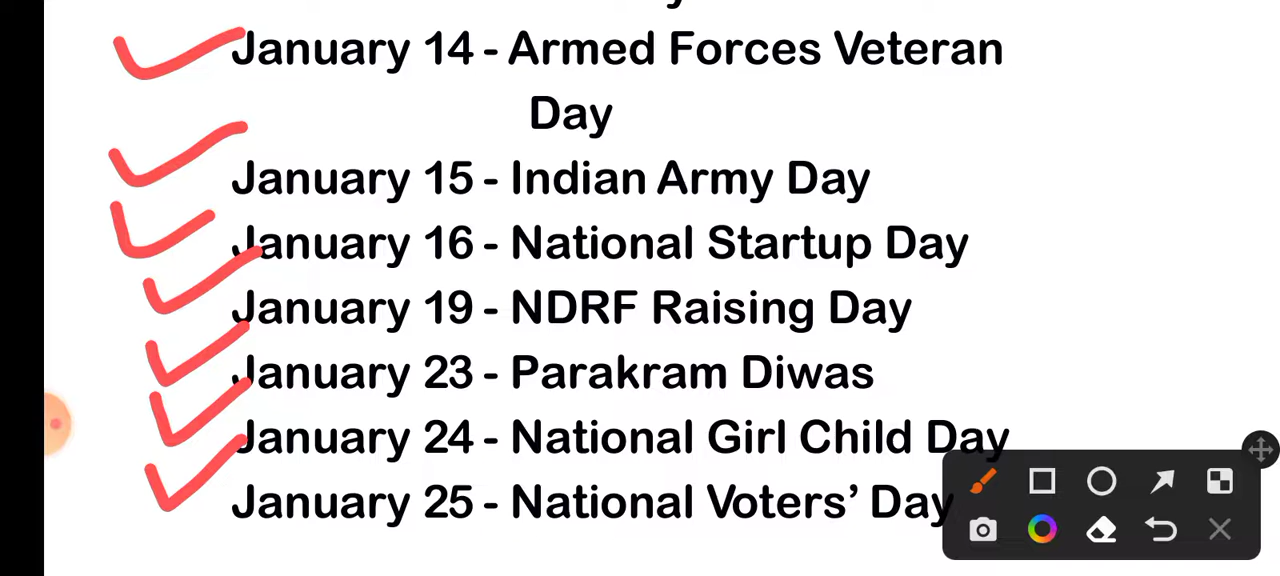 January 14 - Armed Forces Veteran
Day
January 15 - Indian Army Day
January 16 - National Startup Day
January 19 - NDRF Raising Day
January 23 - Parakram Diwas
January 24 - National Girl Child Day
January 25 - National Voters’ Day